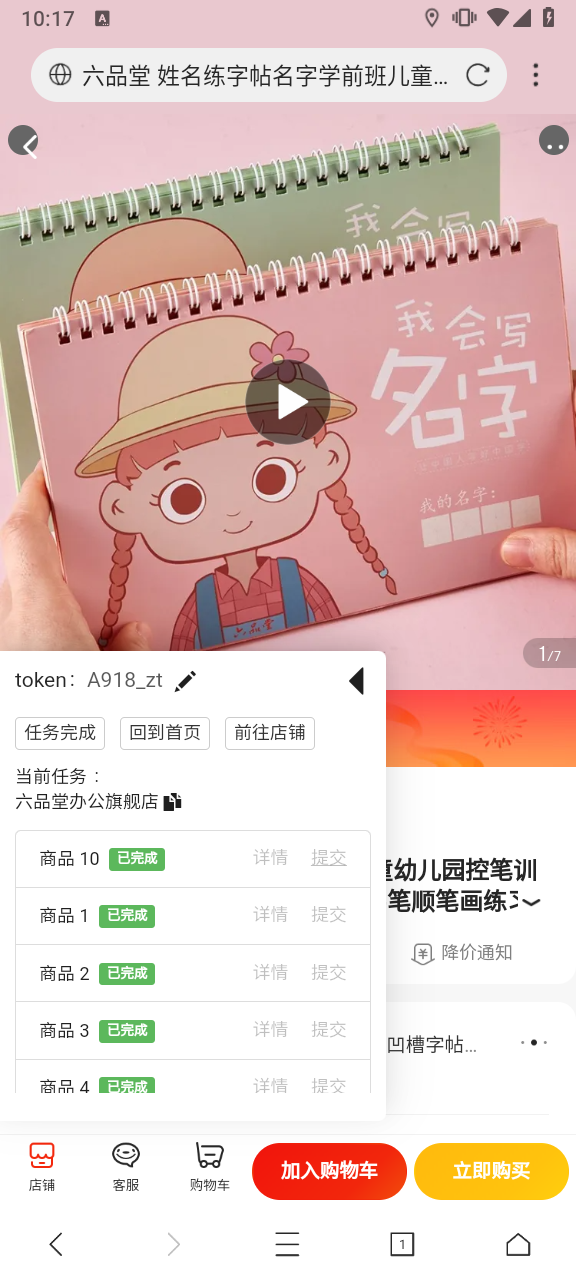 10:17
A
六品堂 姓名练字帖名字学前班儿童...
我会写
我会写
名字
我的名字:
六品堂
1/7
token: A918_zt
任务完成 回到首页 前往店铺
当前任务：
六品堂办公旗舰店
商品 10 已完成 详情 提交
商品 1 已完成 详情 提交
商品 2 已完成 详情 提交
商品 3 已完成 详情 提交
商品 4 已完成 详情 提交
童幼儿园控笔训
笔顺笔画练习
降价通知
凹槽字帖...
店铺 客服 购物车 加入购物车 立即购买
1